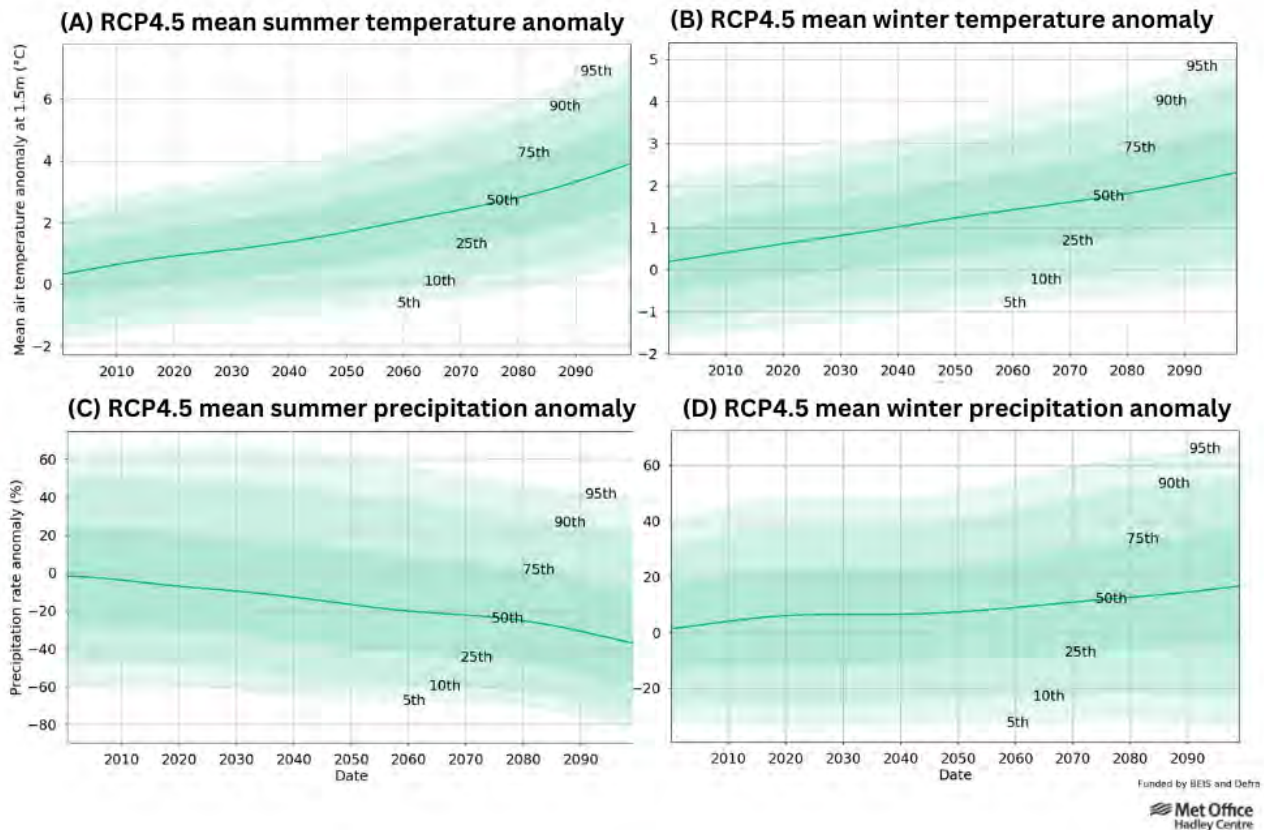 (A) RCP4.5 mean summer temperature anomaly
Mean air temperature anomaly at 1.5m (°C)
6
4
2
0
−2
95th
90th
75th
50th
25th
10th
5th
2010 2020 2030 2040 2050 2060 2070 2080 2090
(B) RCP4.5 mean winter temperature anomaly
5
4
3
2
1
0
−1
−2
95th
90th
75th
50th
25th
10th
5th
2010 2020 2030 2040 2050 2060 2070 2080 2090
(C) RCP4.5 mean summer precipitation anomaly
Precipitation rate anomaly (%)
60
40
20
0
−20
−40
−60
−80
95th
90th
75th
50th
25th
10th
5th
2010 2020 2030 2040 2050 2060 2070 2080 2090
Date
(D) RCP4.5 mean winter precipitation anomaly
60
40
20
0
−20
95th
90th
75th
50th
25th
10th
5th
2010 2020 2030 2040 2050 2060 2070 2080 2090
Date
Funded by BEIS and Defra
Met Office
Hadley Centre